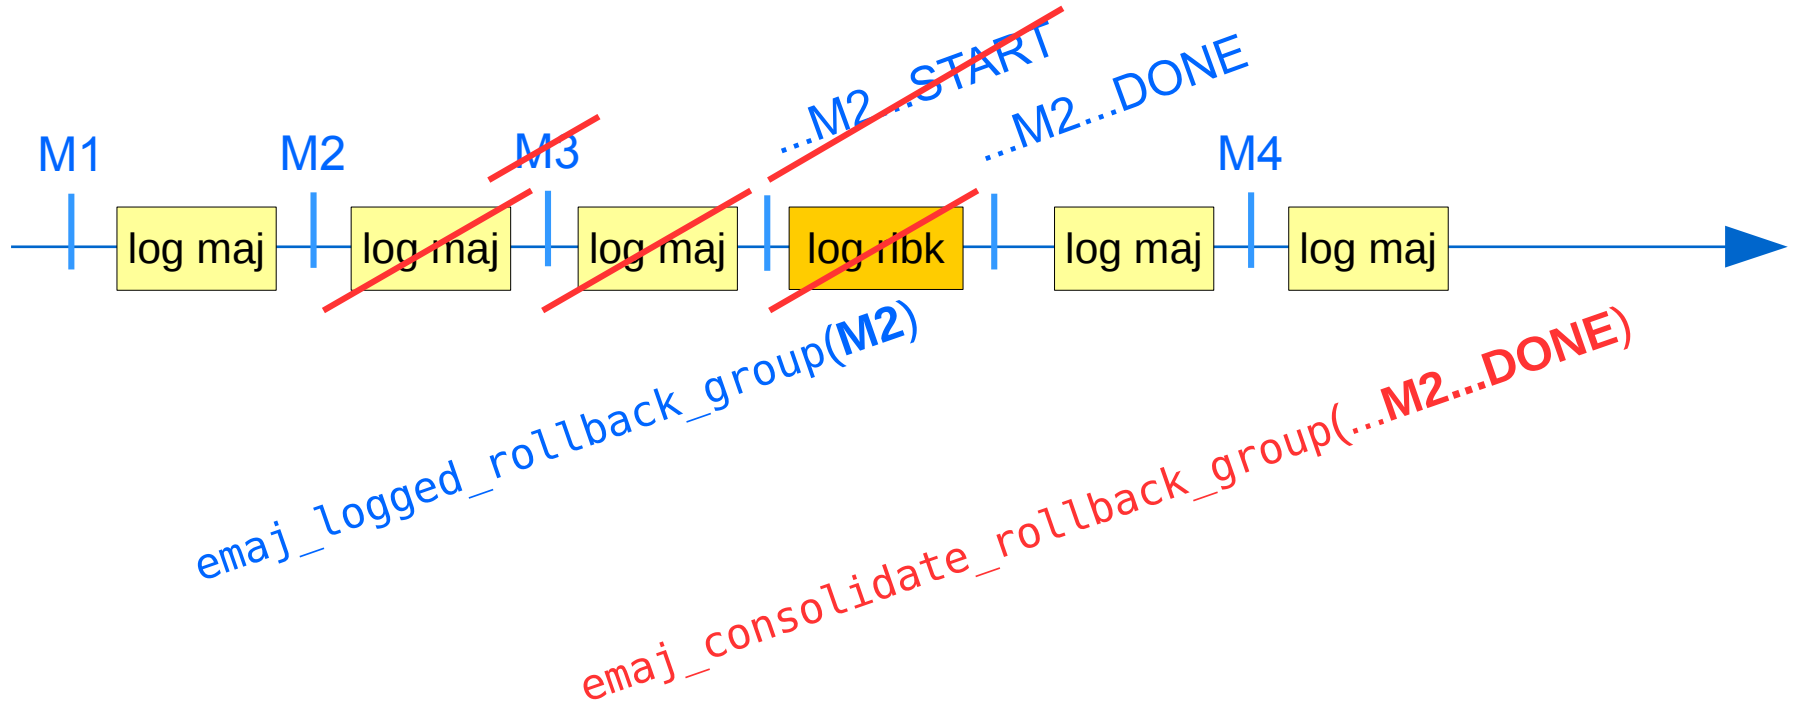 ...M2...START
...M2...DONE
M1 M2 M3 M4
log maj log maj log maj log rlbk log maj log maj
emaj_logged_rollback_group(M2)
emaj_consolidate_rollback_group(...M2...DONE)